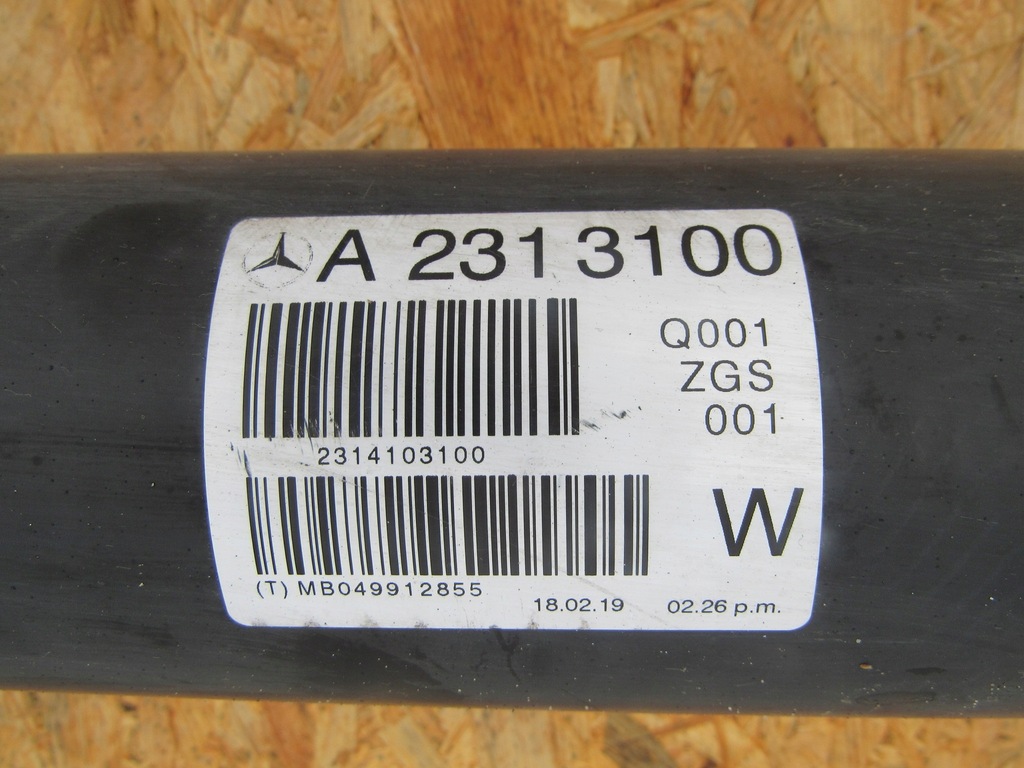 A 231 3100
Q001
ZGS
001
2314103100
W
(T) MB049912855
18.02.19 02.26 p.m.